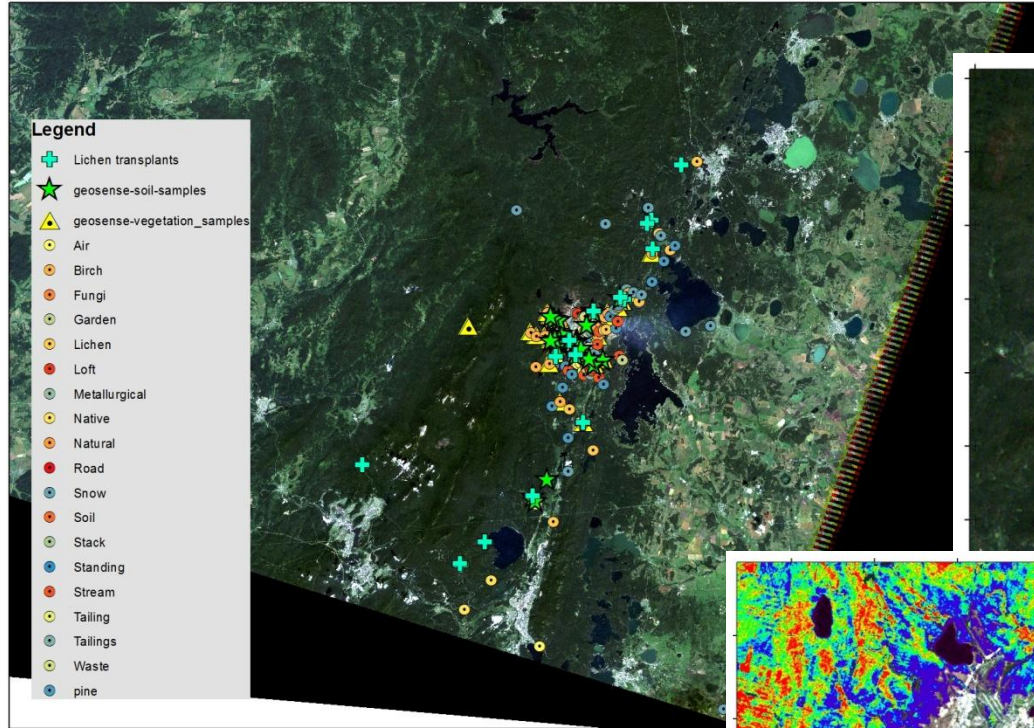 Legend
Lichen transplants
geosense-soil-samples
geosense-vegetation_samples
Air
Birch
Fungi
Garden
Lichen
Loft
Metallurgical
Native
Natural
Road
Snow
Soil
Stack
Standing
Stream
Tailing
Tailings
Waste
pine